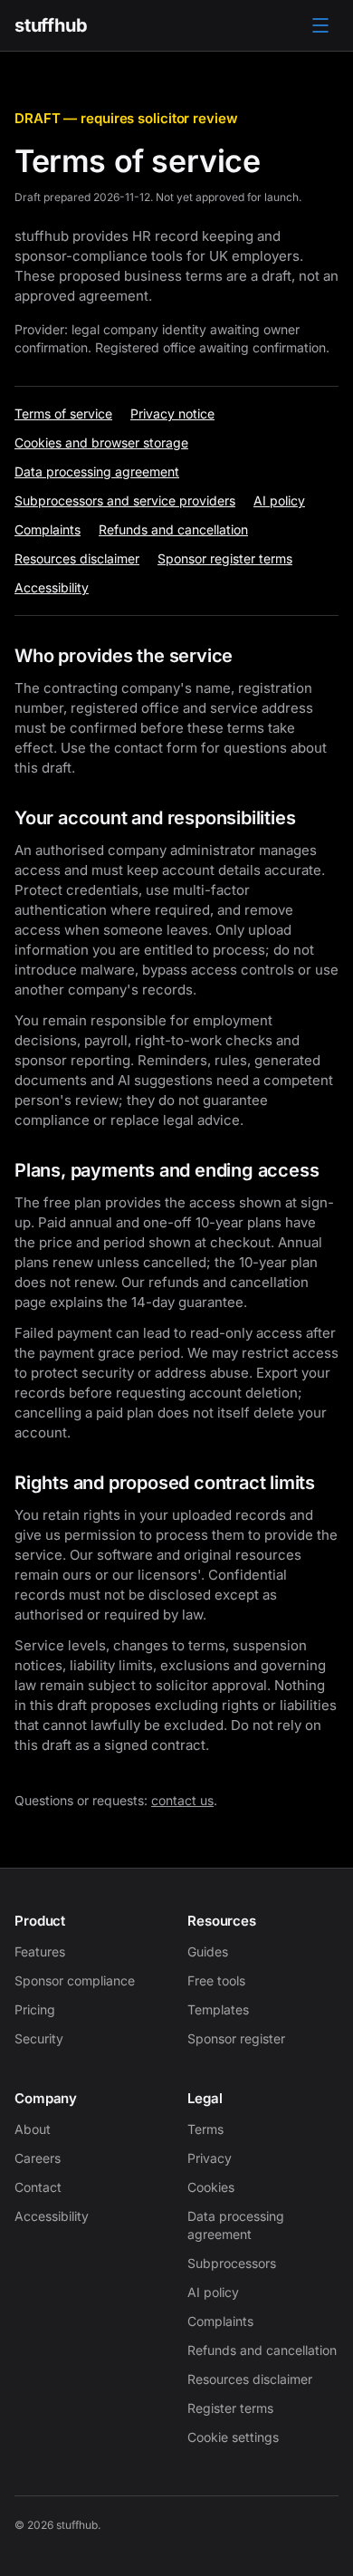 stuffhub
DRAFT — requires solicitor review
Terms of service
Draft prepared 2026-11-12. Not yet approved for launch.
stuffhub provides HR record keeping and
sponsor-compliance tools for UK employers.
These proposed business terms are a draft, not an
approved agreement.
Provider: legal company identity awaiting owner
confirmation. Registered office awaiting confirmation.
Terms of service Privacy notice
Cookies and browser storage
Data processing agreement
Subprocessors and service providers AI policy
Complaints Refunds and cancellation
Resources disclaimer Sponsor register terms
Accessibility
Who provides the service
The contracting company's name, registration
number, registered office and service address
must be confirmed before these terms take
effect. Use the contact form for questions about
this draft.
Your account and responsibilities
An authorised company administrator manages
access and must keep account details accurate.
Protect credentials, use multi-factor
authentication where required, and remove
access when someone leaves. Only upload
information you are entitled to process; do not
introduce malware, bypass access controls or use
another company's records.
You remain responsible for employment
decisions, payroll, right-to-work checks and
sponsor reporting. Reminders, rules, generated
documents and AI suggestions need a competent
person's review; they do not guarantee
compliance or replace legal advice.
Plans, payments and ending access
The free plan provides the access shown at sign-
up. Paid annual and one-off 10-year plans have
the price and period shown at checkout. Annual
plans renew unless cancelled; the 10-year plan
does not renew. Our refunds and cancellation
page explains the 14-day guarantee.
Failed payment can lead to read-only access after
the payment grace period. We may restrict access
to protect security or address abuse. Export your
records before requesting account deletion;
cancelling a paid plan does not itself delete your
account.
Rights and proposed contract limits
You retain rights in your uploaded records and
give us permission to process them to provide the
service. Our software and original resources
remain ours or our licensors'. Confidential
records must not be disclosed except as
authorised or required by law.
Service levels, changes to terms, suspension
notices, liability limits, exclusions and governing
law remain subject to solicitor approval. Nothing
in this draft proposes excluding rights or liabilities
that cannot lawfully be excluded. Do not rely on
this draft as a signed contract.
Questions or requests: contact us.
Product
Features
Sponsor compliance
Pricing
Security
Resources
Guides
Free tools
Templates
Sponsor register
Company
About
Careers
Contact
Accessibility
Legal
Terms
Privacy
Cookies
Data processing
agreement
Subprocessors
AI policy
Complaints
Refunds and cancellation
Resources disclaimer
Register terms
Cookie settings
© 2026 stuffhub.